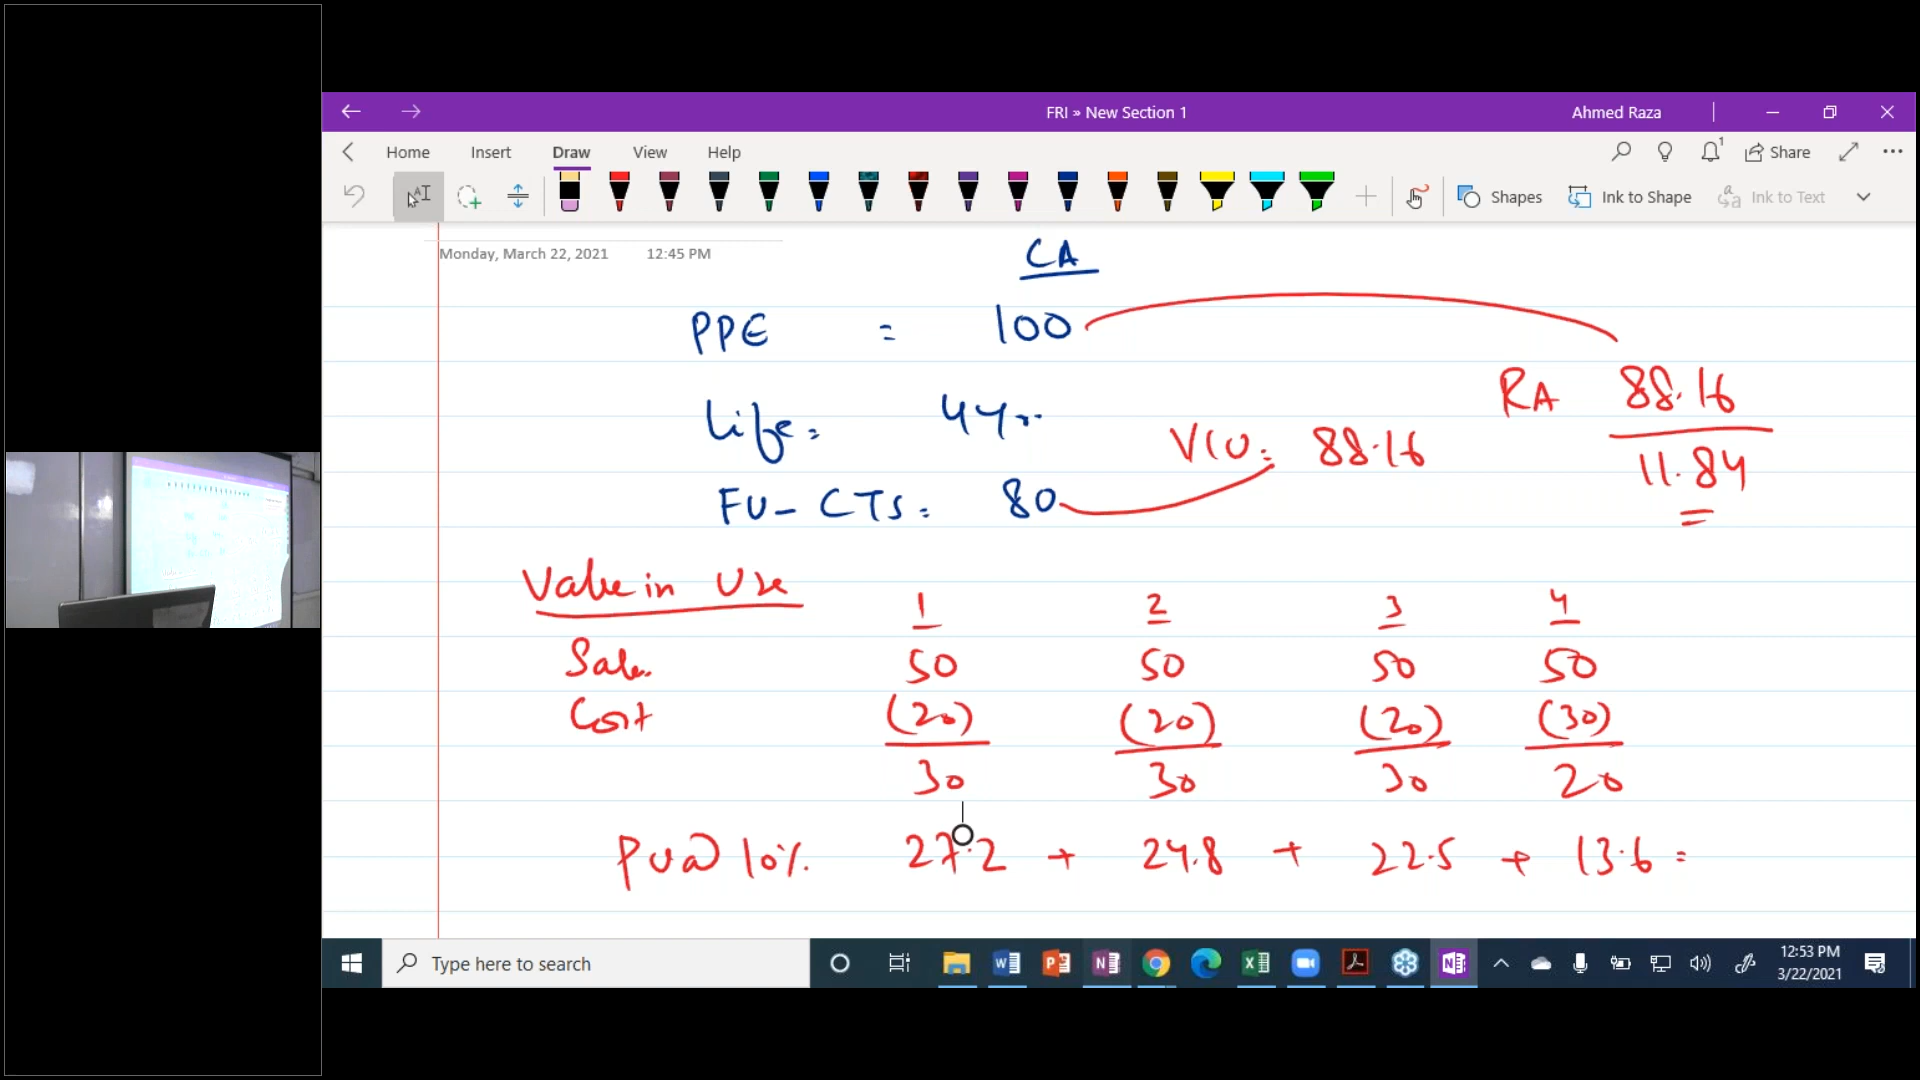 FRI » New Section 1
Ahmed Raza
Home Insert Draw View Help
1
Share
Shapes
Ink to Shape
Ink to Text
Monday, March 22, 2021 12:45 PM
CA
PPE = 100
RA 88.16
Life = 4 Yr
VIU = 88.16
11.84
FV - CTS = 80
Value in Use
1 2 3 4
Sales 50 50 50 50
Cost (20) (20) (20) (30)
30 30 30 20
PV @ 10% 27.2 + 24.8 + 22.5 + 13.6 =
Type here to search
12:53 PM
3/22/2021